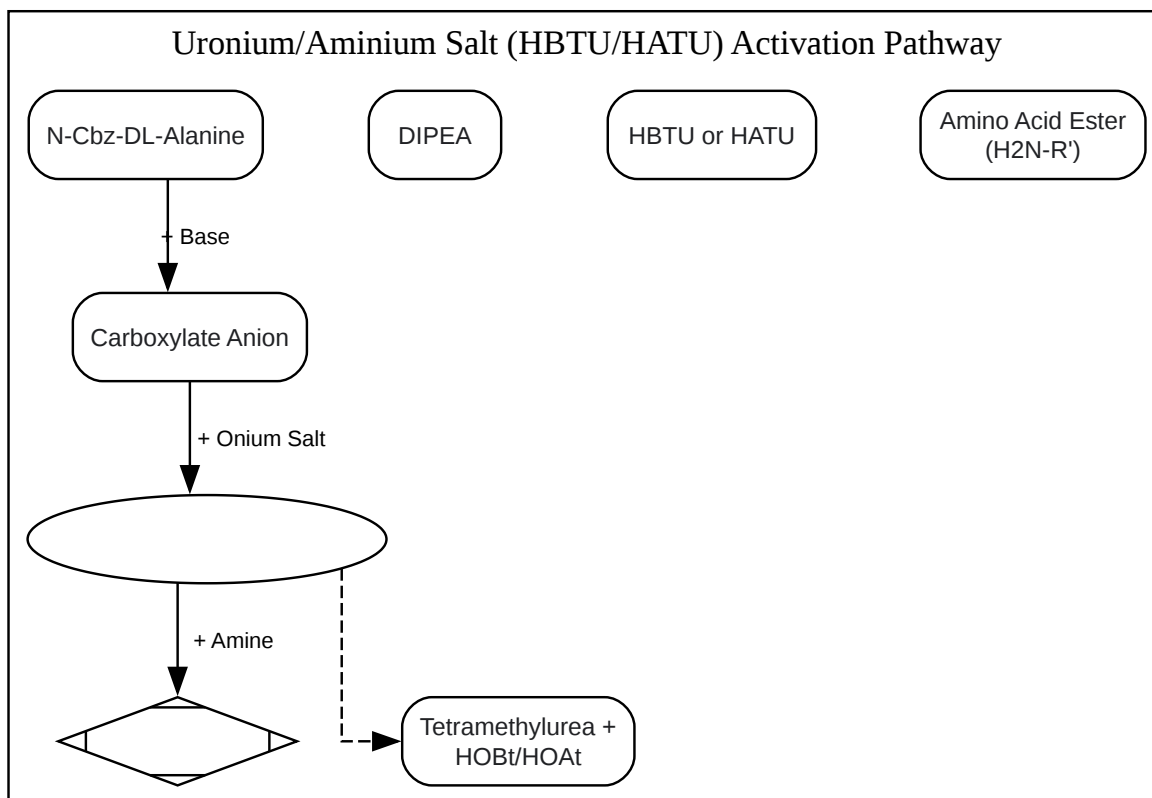 Uronium/Aminium Salt (HBTU/HATU) Activation Pathway
N-Cbz-DL-Alanine
DIPEA
HBTU or HATU
Amino Acid Ester
(H2N-R')
+ Base
Carboxylate Anion
+ Onium Salt
+ Amine
Tetramethylurea +
HOBt/HOAt